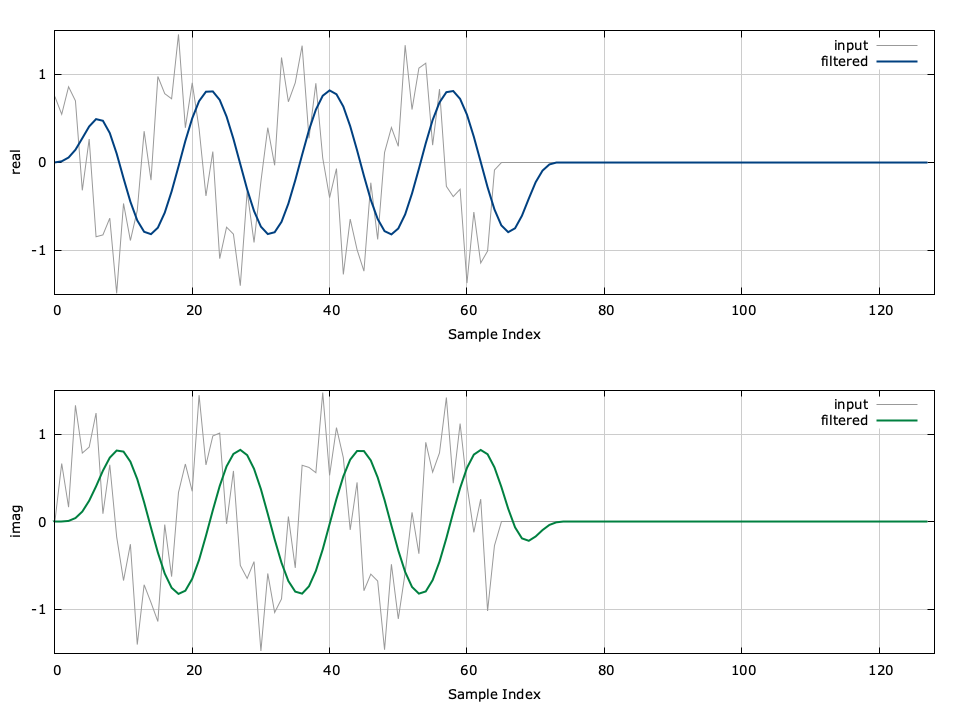 input
filtered
1
0
-1
real
0 20 40 60 80 100 120
Sample Index
input
filtered
1
0
-1
imag
0 20 40 60 80 100 120
Sample Index